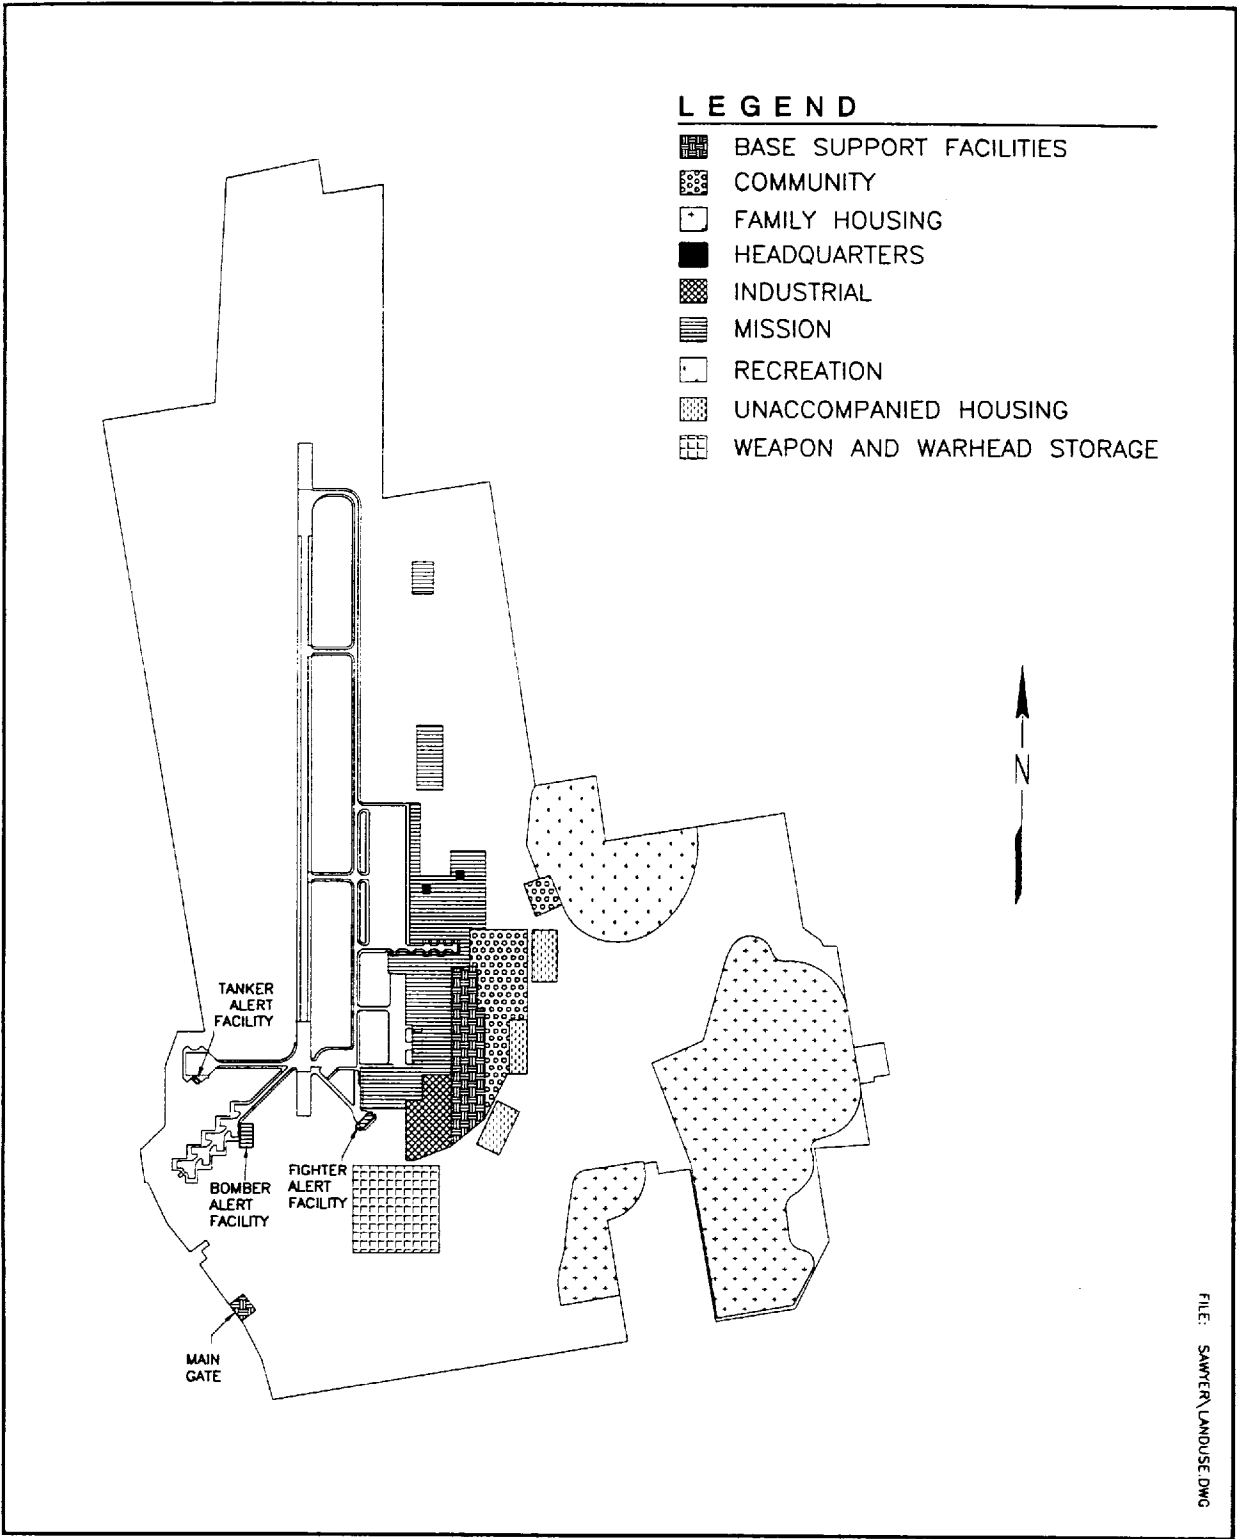 LEGEND
BASE SUPPORT FACILITIES
COMMUNITY
FAMILY HOUSING
HEADQUARTERS
INDUSTRIAL
MISSION
RECREATION
UNACCOMPANIED HOUSING
WEAPON AND WARHEAD STORAGE
N
TANKER
ALERT
FACILITY
BOMBER
ALERT
FACILITY
FIGHTER
ALERT
FACILITY
MAIN
GATE
FILE: SAWYER\LANDUSE.DWG